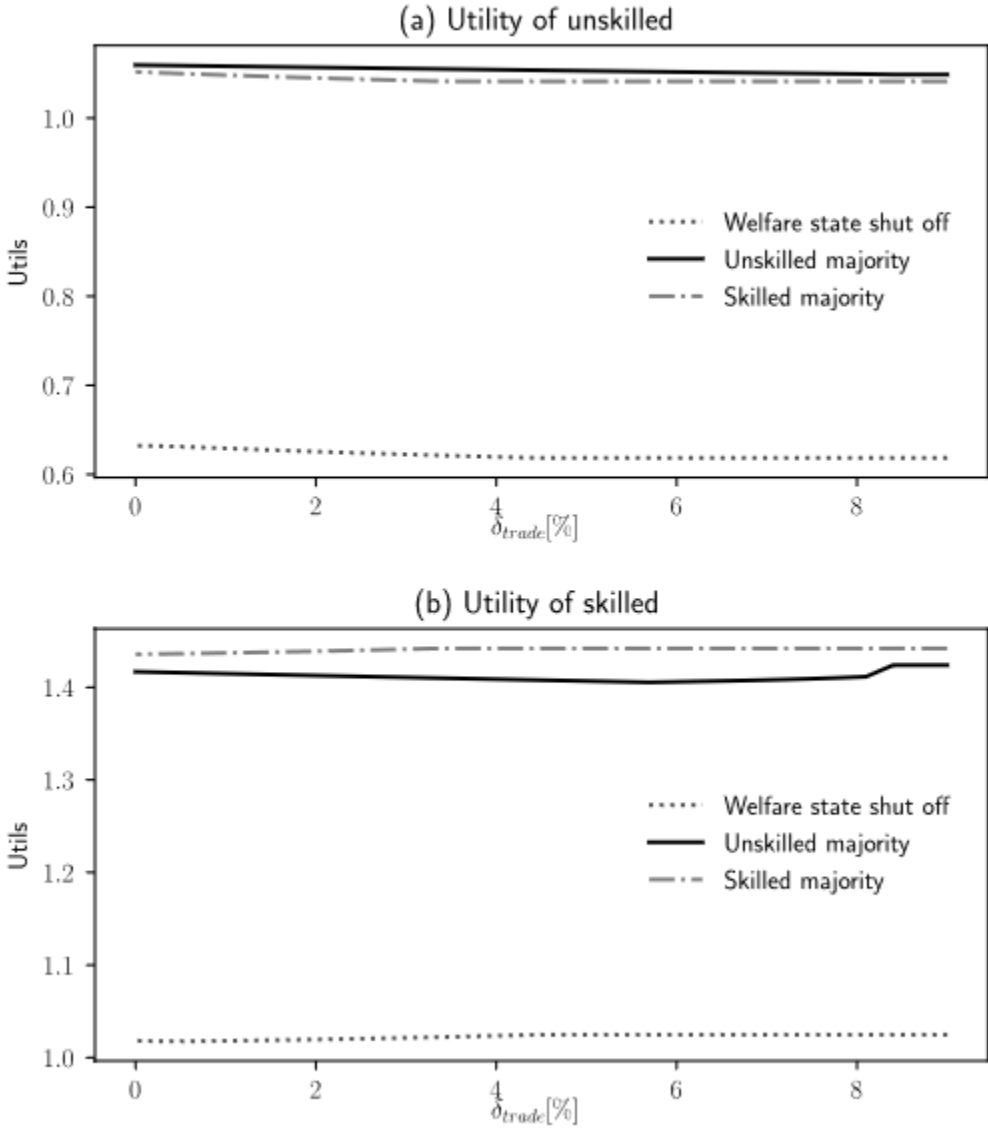 (a) Utility of unskilled
1.0
0.9
0.8
0.7
0.6
Utils
Welfare state shut off
Unskilled majority
Skilled majority
0 2 4 6 8
δtrade[%]
(b) Utility of skilled
1.4
1.3
1.2
1.1
1.0
Utils
Welfare state shut off
Unskilled majority
Skilled majority
0 2 4 6 8
δtrade[%]